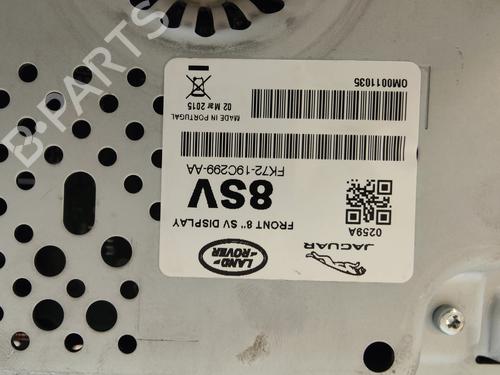 JAGUAR
LAND
ROVER
0259A
FRONT 8" SV DISPLAY
8SV
FK72-19C299-AA
MADE IN PORTUGAL
02 Mar 2015
OM0011035
B-PARTS